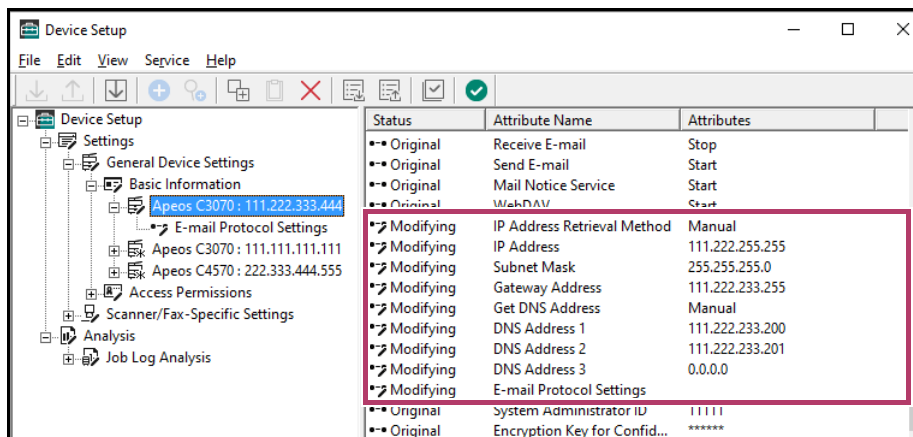 Device Setup
File Edit View Service Help
Device Setup
Settings
General Device Settings
Basic Information
Apeos C3070 : 111.222.333.444
E-mail Protocol Settings
Apeos C3070 : 111.111.111.111
Apeos C4570 : 222.333.444.555
Access Permissions
Scanner/Fax-Specific Settings
Analysis
Job Log Analysis
Status Attribute Name Attributes
Original Receive E-mail Stop
Original Send E-mail Start
Original Mail Notice Service Start
Original WebDAV Start
Modifying IP Address Retrieval Method Manual
Modifying IP Address 111.222.255.255
Modifying Subnet Mask 255.255.255.0
Modifying Gateway Address 111.222.233.255
Modifying Get DNS Address Manual
Modifying DNS Address 1 111.222.233.200
Modifying DNS Address 2 111.222.233.201
Modifying DNS Address 3 0.0.0.0
Modifying E-mail Protocol Settings
Original System Administrator ID 11111
Original Encryption Key for Confid... ******